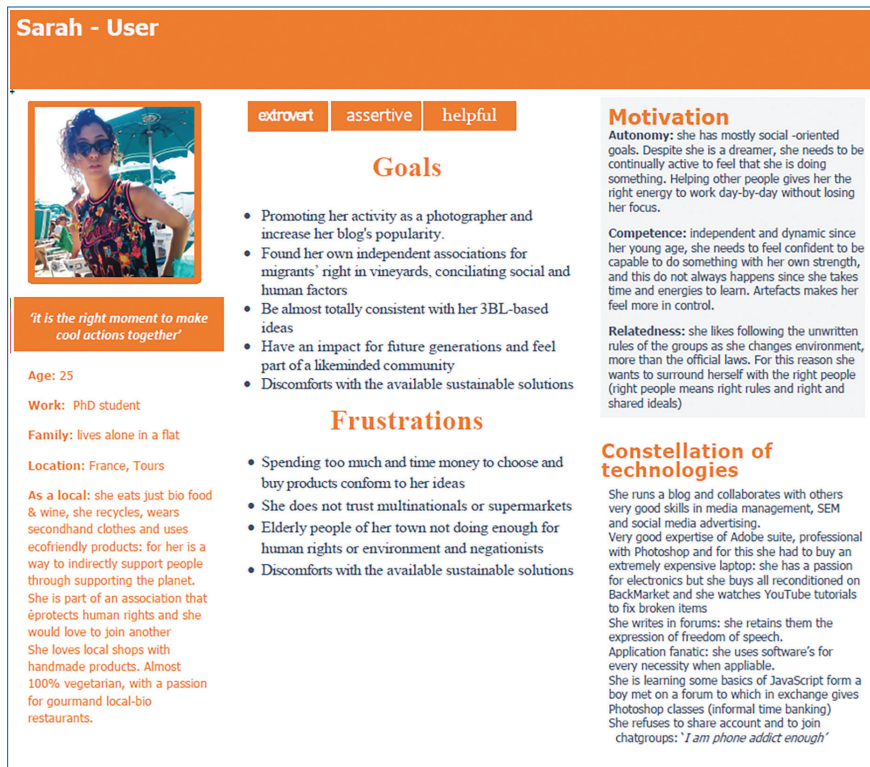 Sarah - User
extrovert
assertive
helpful
‘it is the right moment to make
cool actions together’
Age: 25
Work: PhD student
Family: lives alone in a flat
Location: France, Tours
As a local: she eats just bio food
& wine, she recycles, wears
secondhand clothes and uses
ecofriendly products: for her is a
way to indirectly support people
through supporting the planet.
She is part of an association that
èprotects human rights and she
would love to join another
She loves local shops with
handmade products. Almost
100% vegetarian, with a passion
for gourmand local-bio
restaurants.
Goals
• Promoting her activity as a photographer and
increase her blog's popularity.
• Found her own independent associations for
migrants’ right in vineyards, conciliating social and
human factors
• Be almost totally consistent with her 3BL-based
ideas
• Have an impact for future generations and feel
part of a likeminded community
• Discomforts with the available sustainable solutions
Frustrations
• Spending too much and time money to choose and
buy products conform to her ideas
• She does not trust multinationals or supermarkets
• Elderly people of her town not doing enough for
human rights or environment and negationists
• Discomforts with the available sustainable solutions
Motivation
Autonomy: she has mostly social -oriented
goals. Despite she is a dreamer, she needs to be
continually active to feel that she is doing
something. Helping other people gives her the
right energy to work day-by-day without losing
her focus.
Competence: independent and dynamic since
her young age, she needs to feel confident to be
capable to do something with her own strength,
and this do not always happens since she takes
time and energies to learn. Artefacts makes her
feel more in control.
Relatedness: she likes following the unwritten
rules of the groups as she changes environment,
more than the official laws. For this reason she
wants to surround herself with the right people
(right people means right rules and right and
shared ideals)
Constellation of
technologies
She runs a blog and collaborates with others
very good skills in media management, SEM
and social media advertising.
Very good expertise of Adobe suite, professional
with Photoshop and for this she had to buy an
extremely expensive laptop: she has a passion
for electronics but she buys all reconditioned on
BackMarket and she watches YouTube tutorials
to fix broken items
She writes in forums: she retains them the
expression of freedom of speech.
Application fanatic: she uses software’s for
every necessity when appliable.
She is learning some basics of JavaScript form a
boy met on a forum to which in exchange gives
Photoshop classes (informal time banking)
She refuses to share account and to join
chatgroups: ‘I am phone addict enough’